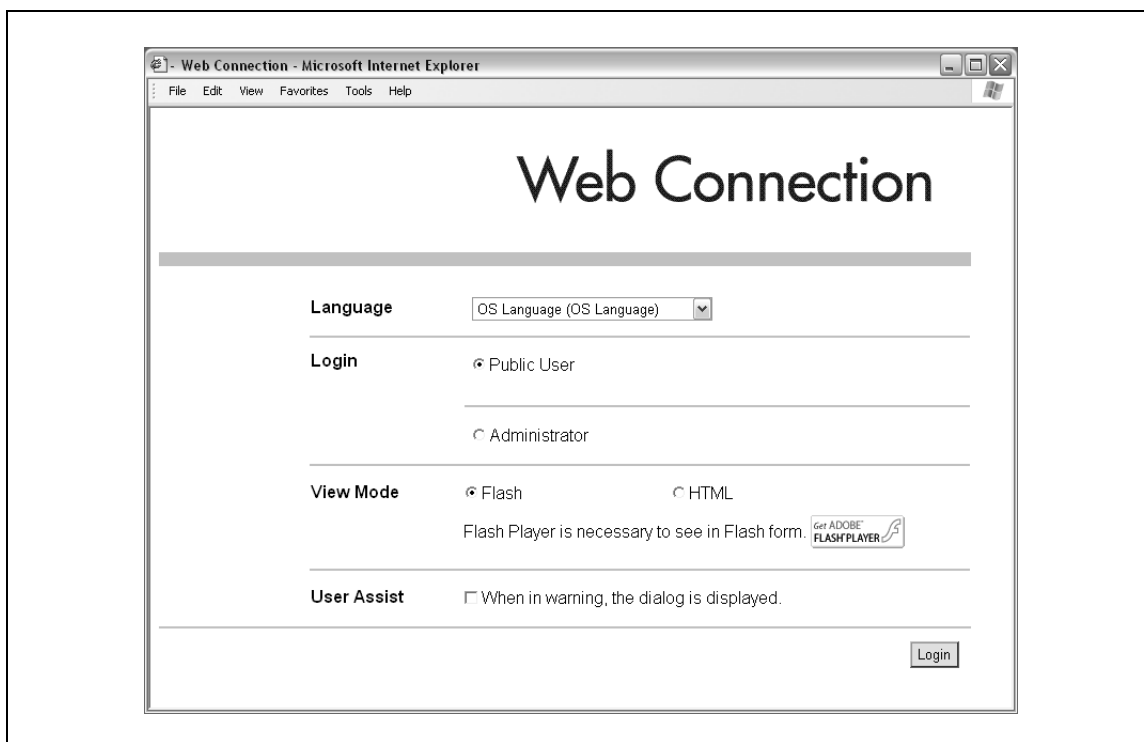 - Web Connection - Microsoft Internet Explorer
File Edit View Favorites Tools Help
Web Connection
Language OS Language (OS Language)
Login Public User
Administrator
View Mode Flash HTML
Flash Player is necessary to see in Flash form. Get ADOBE® FLASH® PLAYER
User Assist When in warning, the dialog is displayed.
Login